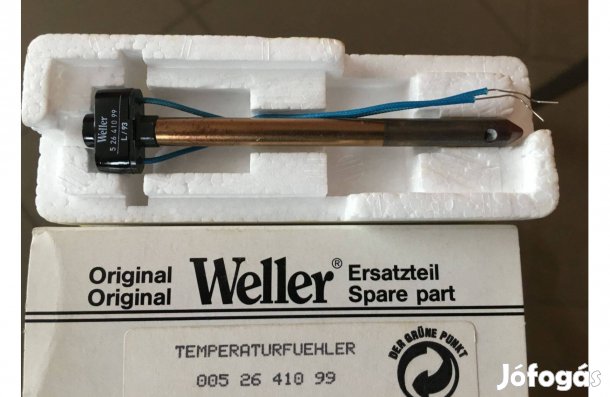 Weller
5 26 410 99
L/93
Original Weller® Ersatzteil
Original Spare part
TEMPERATURFUEHLER
005 26 410 99
DER GRÜNE PUNKT
Jófogás